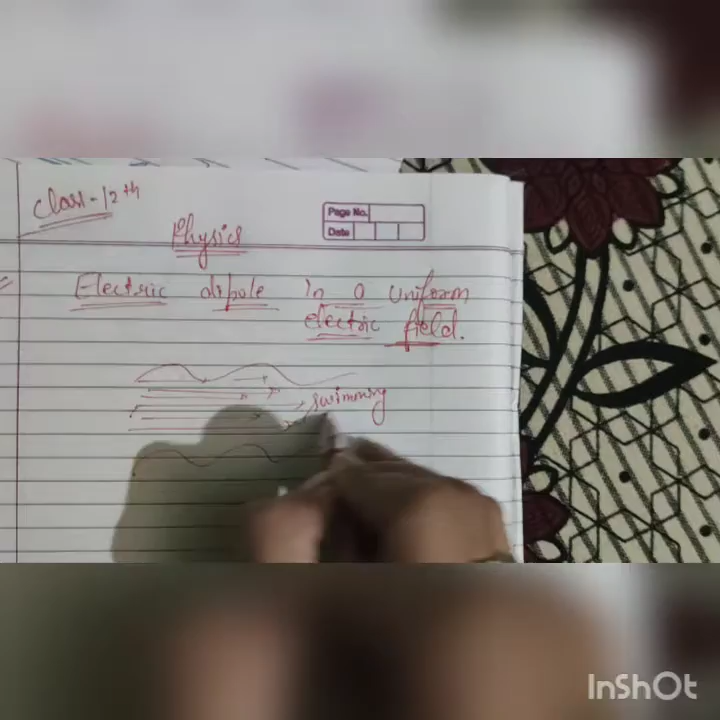 Class-12th
Page No.
Date
Physics
Electric dipole in a uniform
electric field.
swimming
InShOt